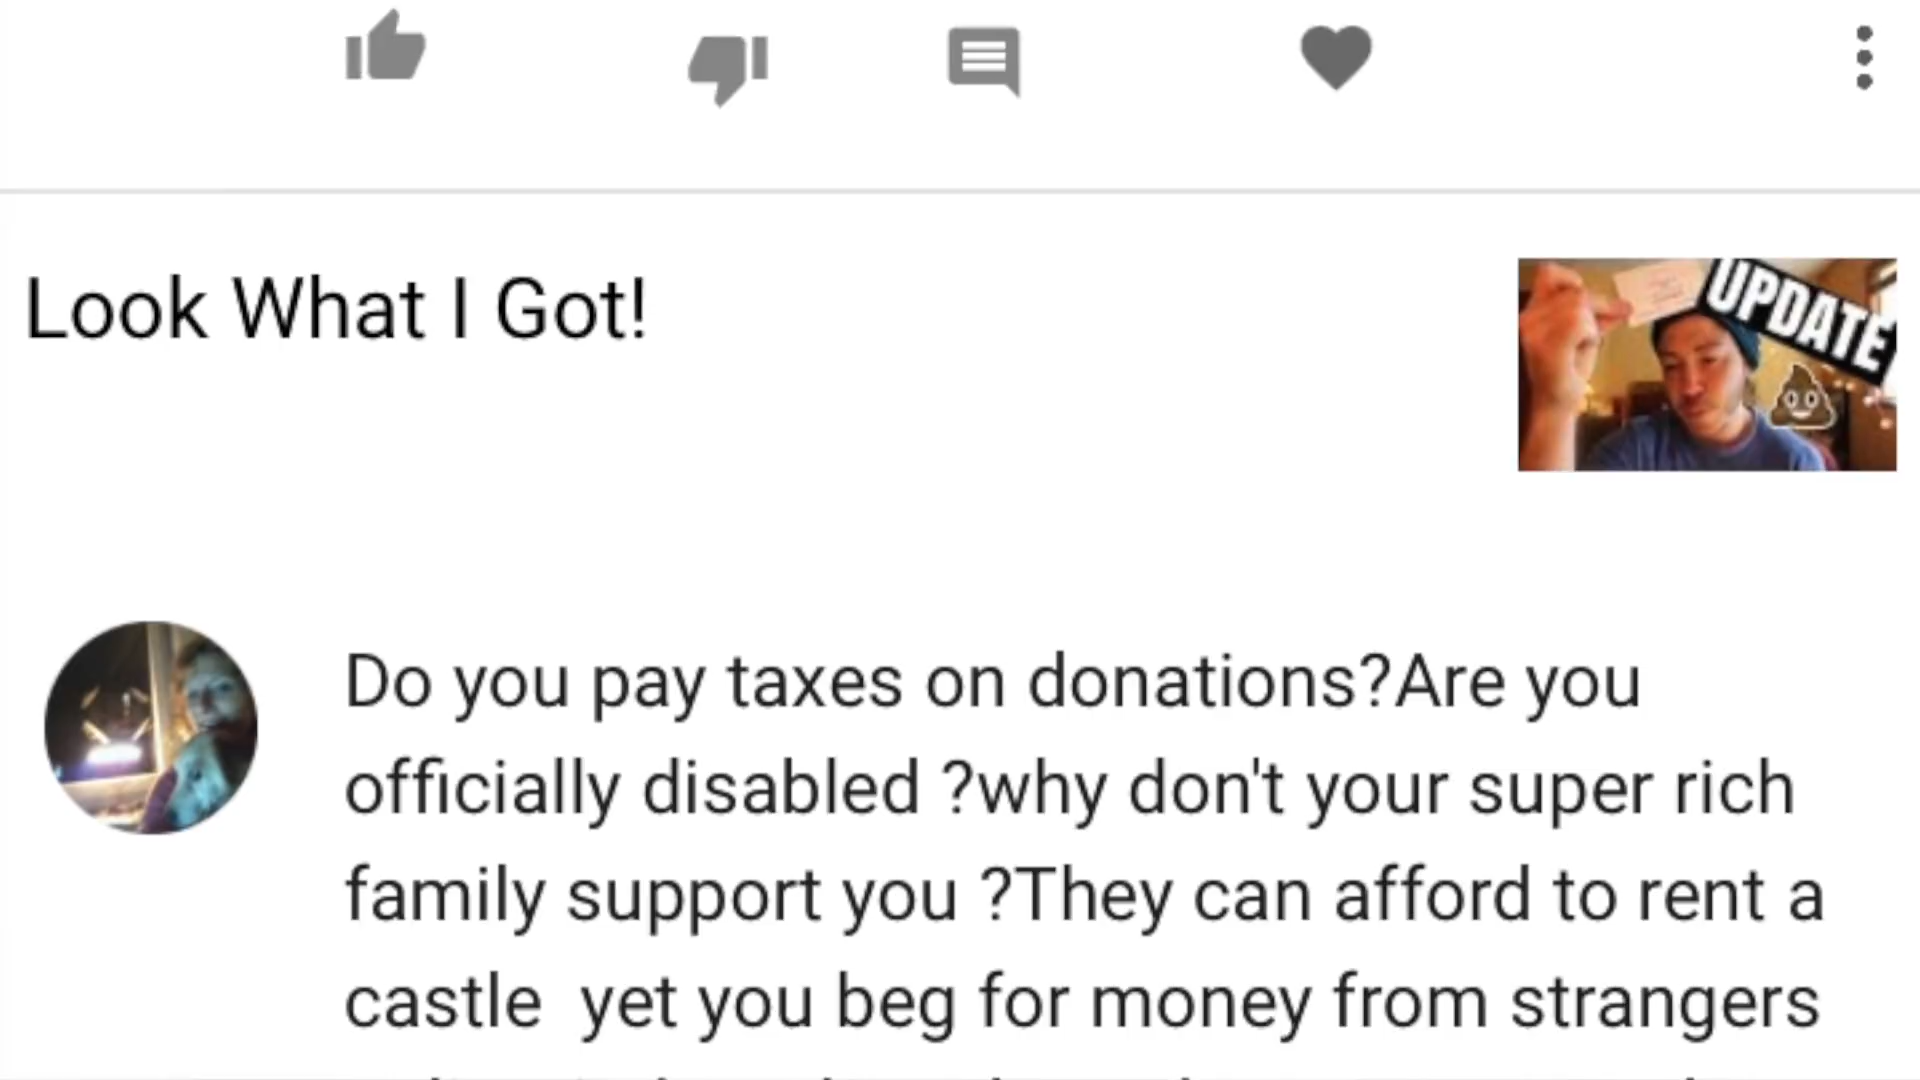 Look What I Got!
UPDATE
Do you pay taxes on donations?Are you
officially disabled ?why don't your super rich
family support you ?They can afford to rent a
castle  yet you beg for money from strangers